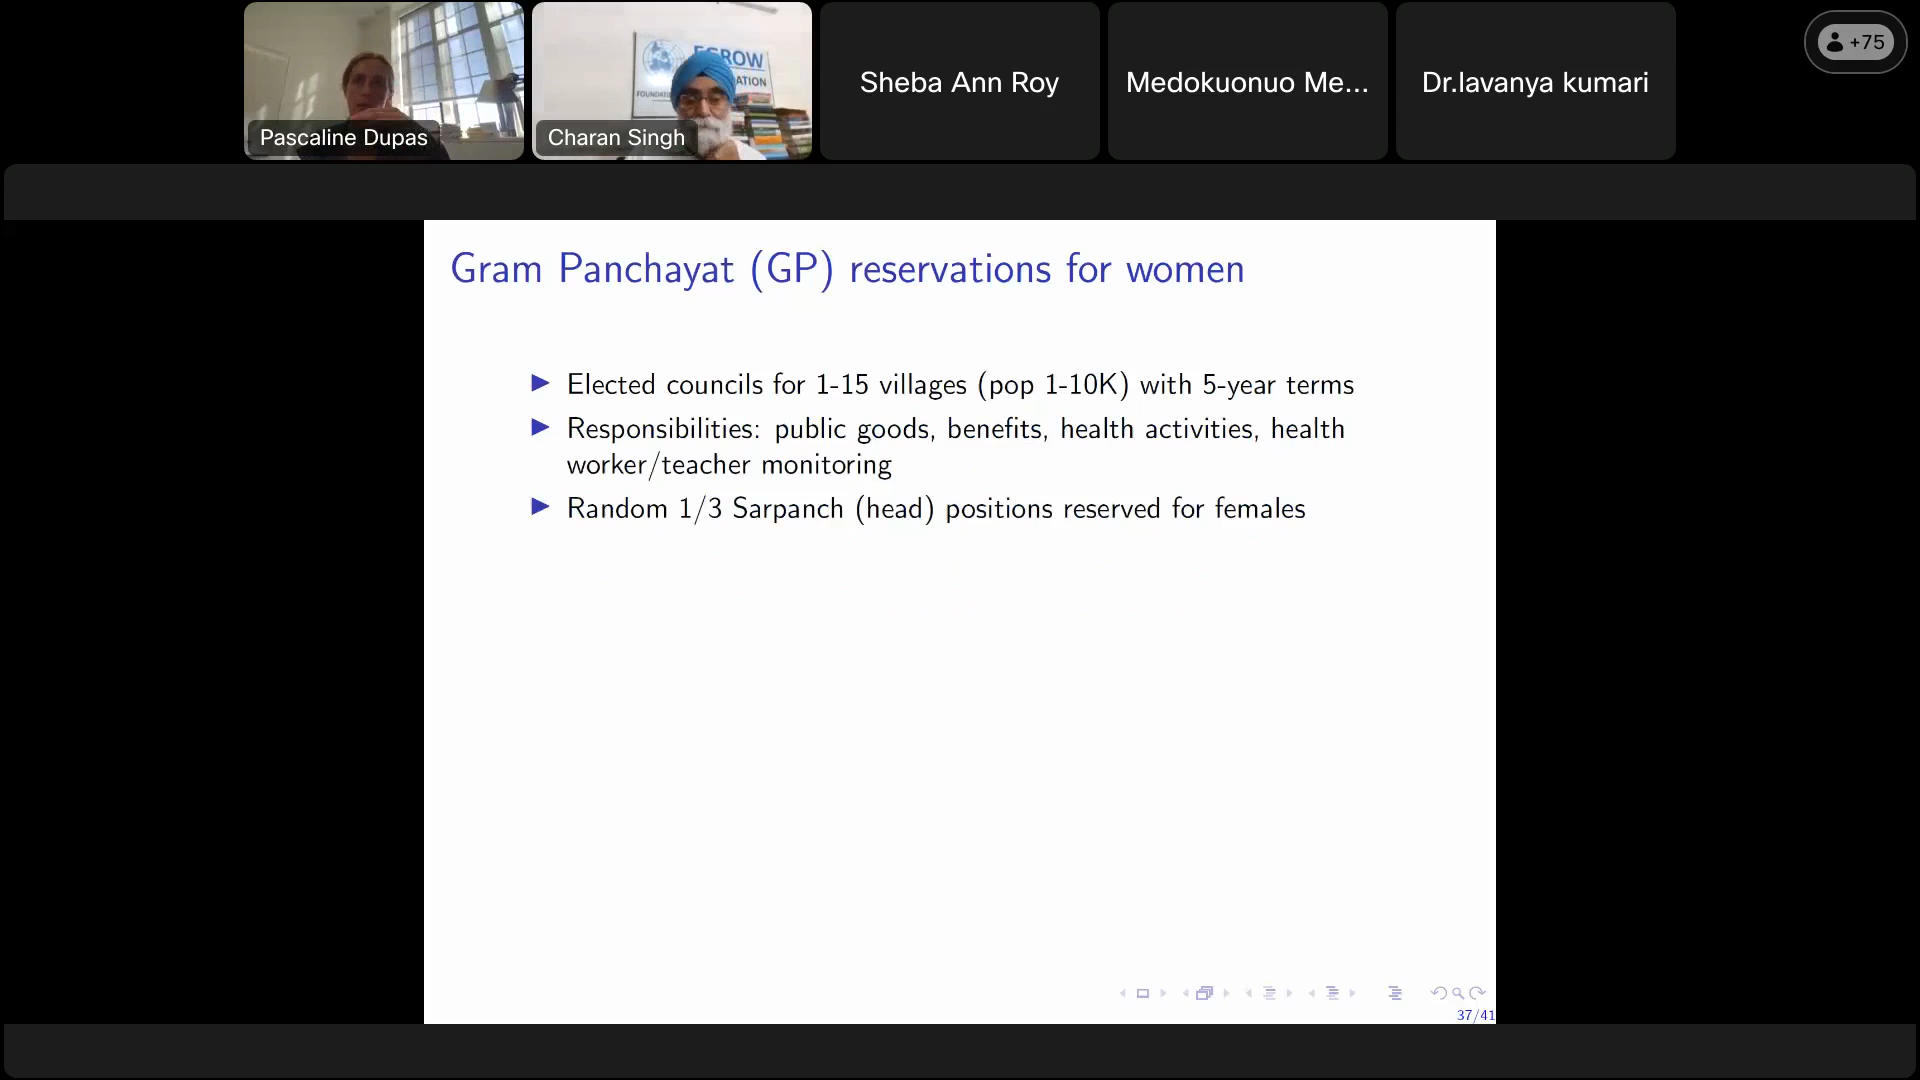 Pascaline Dupas
Charan Singh
Sheba Ann Roy
Medokuonuo Me...
Dr.lavanya kumari
+75
Gram Panchayat (GP) reservations for women
Elected councils for 1-15 villages (pop 1-10K) with 5-year terms
Responsibilities: public goods, benefits, health activities, health
worker/teacher monitoring
Random 1/3 Sarpanch (head) positions reserved for females
37/41